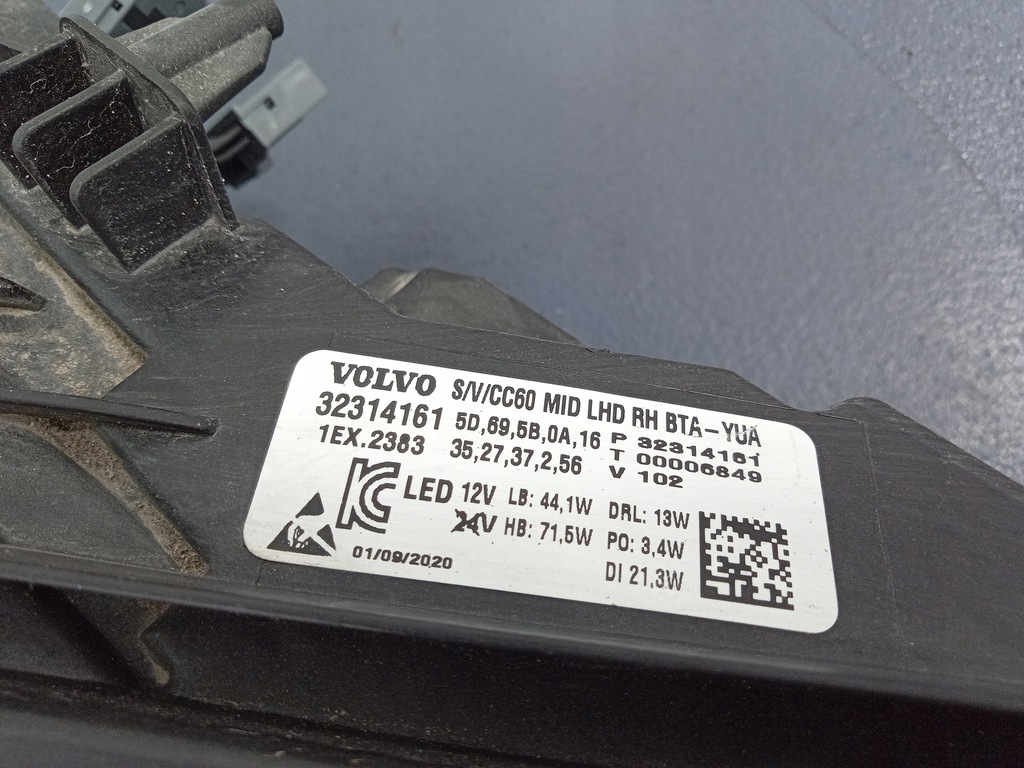 VOLVO S/V/CC60 MID LHD RH BTA-YUA
32314161 5D,69,5B,0A,16 P 32314161
1EX.2383 35,27,37,2,56 T 00006849
V 102
LED 12V LB: 44,1W DRL: 13W
24V HB: 71,5W PO: 3,4W
01/09/2020 DI 21,3W